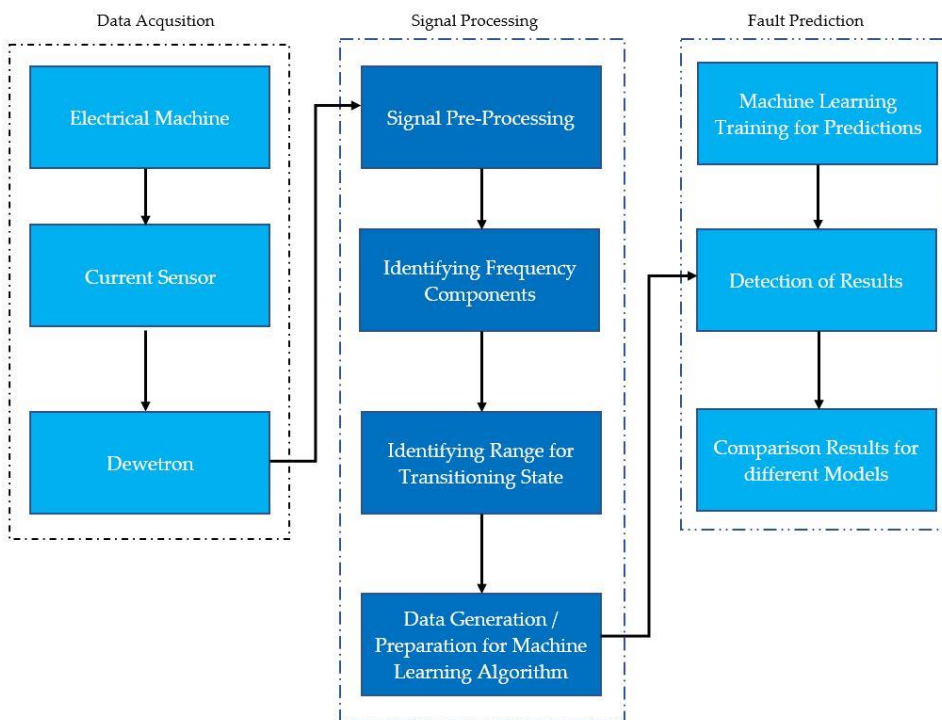 Data Acqusition
Electrical Machine
Current Sensor
Dewetron
Signal Processing
Signal Pre-Processing
Identifying Frequency
Components
Identifying Range for
Transitioning State
Data Generation /
Preparation for Machine
Learning Algorithm
Fault Prediction
Machine Learning
Training for Predictions
Detection of Results
Comparison Results for
different Models